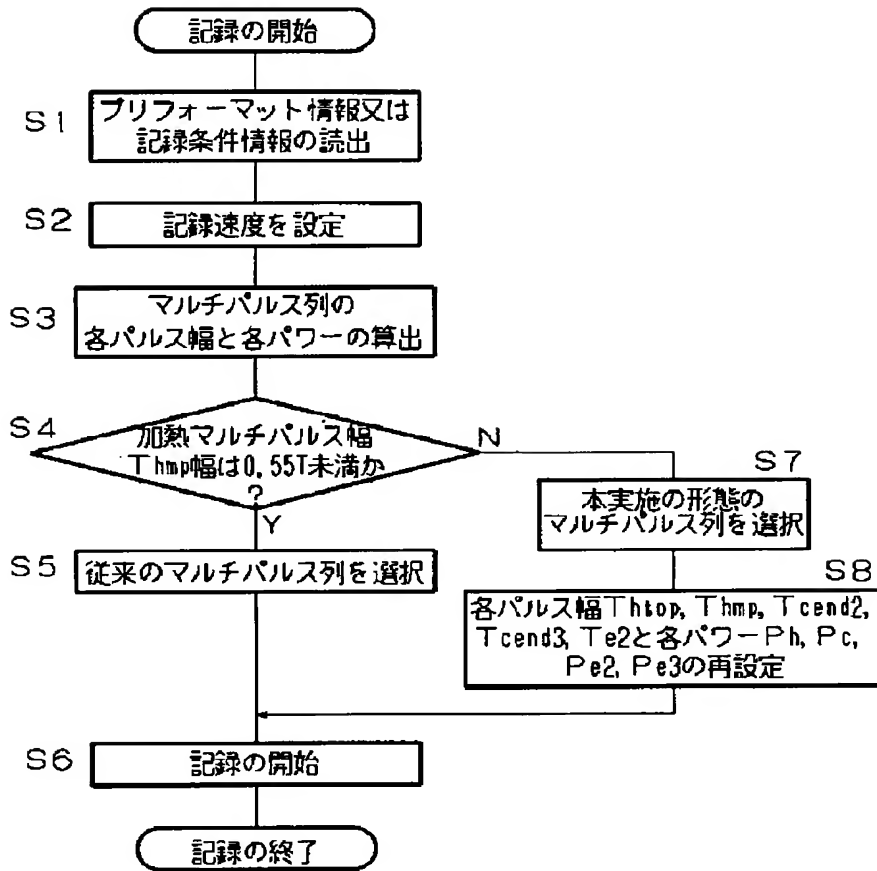 記録の開始
S1
プリフォーマット情報又は
記録条件情報の読出
S2
記録速度を設定
S3
マルチパルス列の
各パルス幅と各パワーの算出
S4
加熱マルチパルス幅
Thmp幅は0.55T未満か
?
N
Y
S7
本実施の形態の
マルチパルス列を選択
S5
従来のマルチパルス列を選択
S8
各パルス幅Thtop, Thmp, Tcend2,
Tcend3, Te2と各パワーPh, Pc,
Pe2, Pe3の再設定
S6
記録の開始
記録の終了